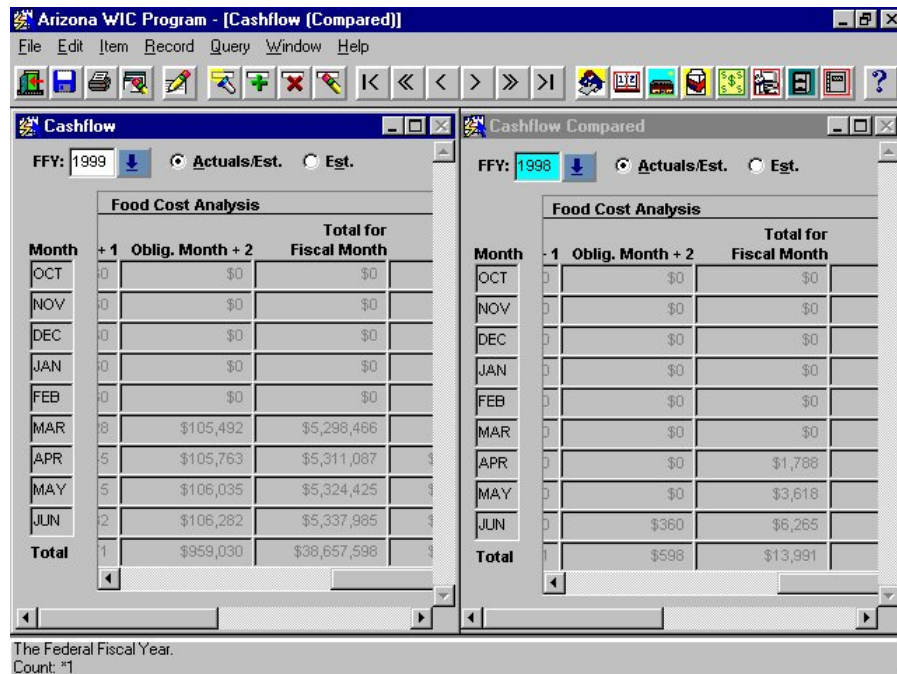 Arizona WIC Program - [Cashflow (Compared)]
File Edit Item Record Query Window Help
Cashflow
FFY: 1999 Actuals/Est. Est.
Food Cost Analysis
Month + 1 Oblig. Month + 2 Total for Fiscal Month
OCT $0 $0
NOV $0 $0
DEC $0 $0
JAN $0 $0
FEB $0 $0
MAR $105,492 $5,298,466
APR $105,763 $5,311,087
MAY $106,035 $5,324,425
JUN $106,282 $5,337,985
Total $959,030 $38,657,598
Cashflow Compared
FFY: 1998 Actuals/Est. Est.
Food Cost Analysis
Month 1 Oblig. Month + 2 Total for Fiscal Month
OCT $0 $0
NOV $0 $0
DEC $0 $0
JAN $0 $0
FEB $0 $0
MAR $0 $0
APR $0 $1,788
MAY $0 $3,618
JUN $360 $6,265
Total $598 $13,991
The Federal Fiscal Year.
Count: *1